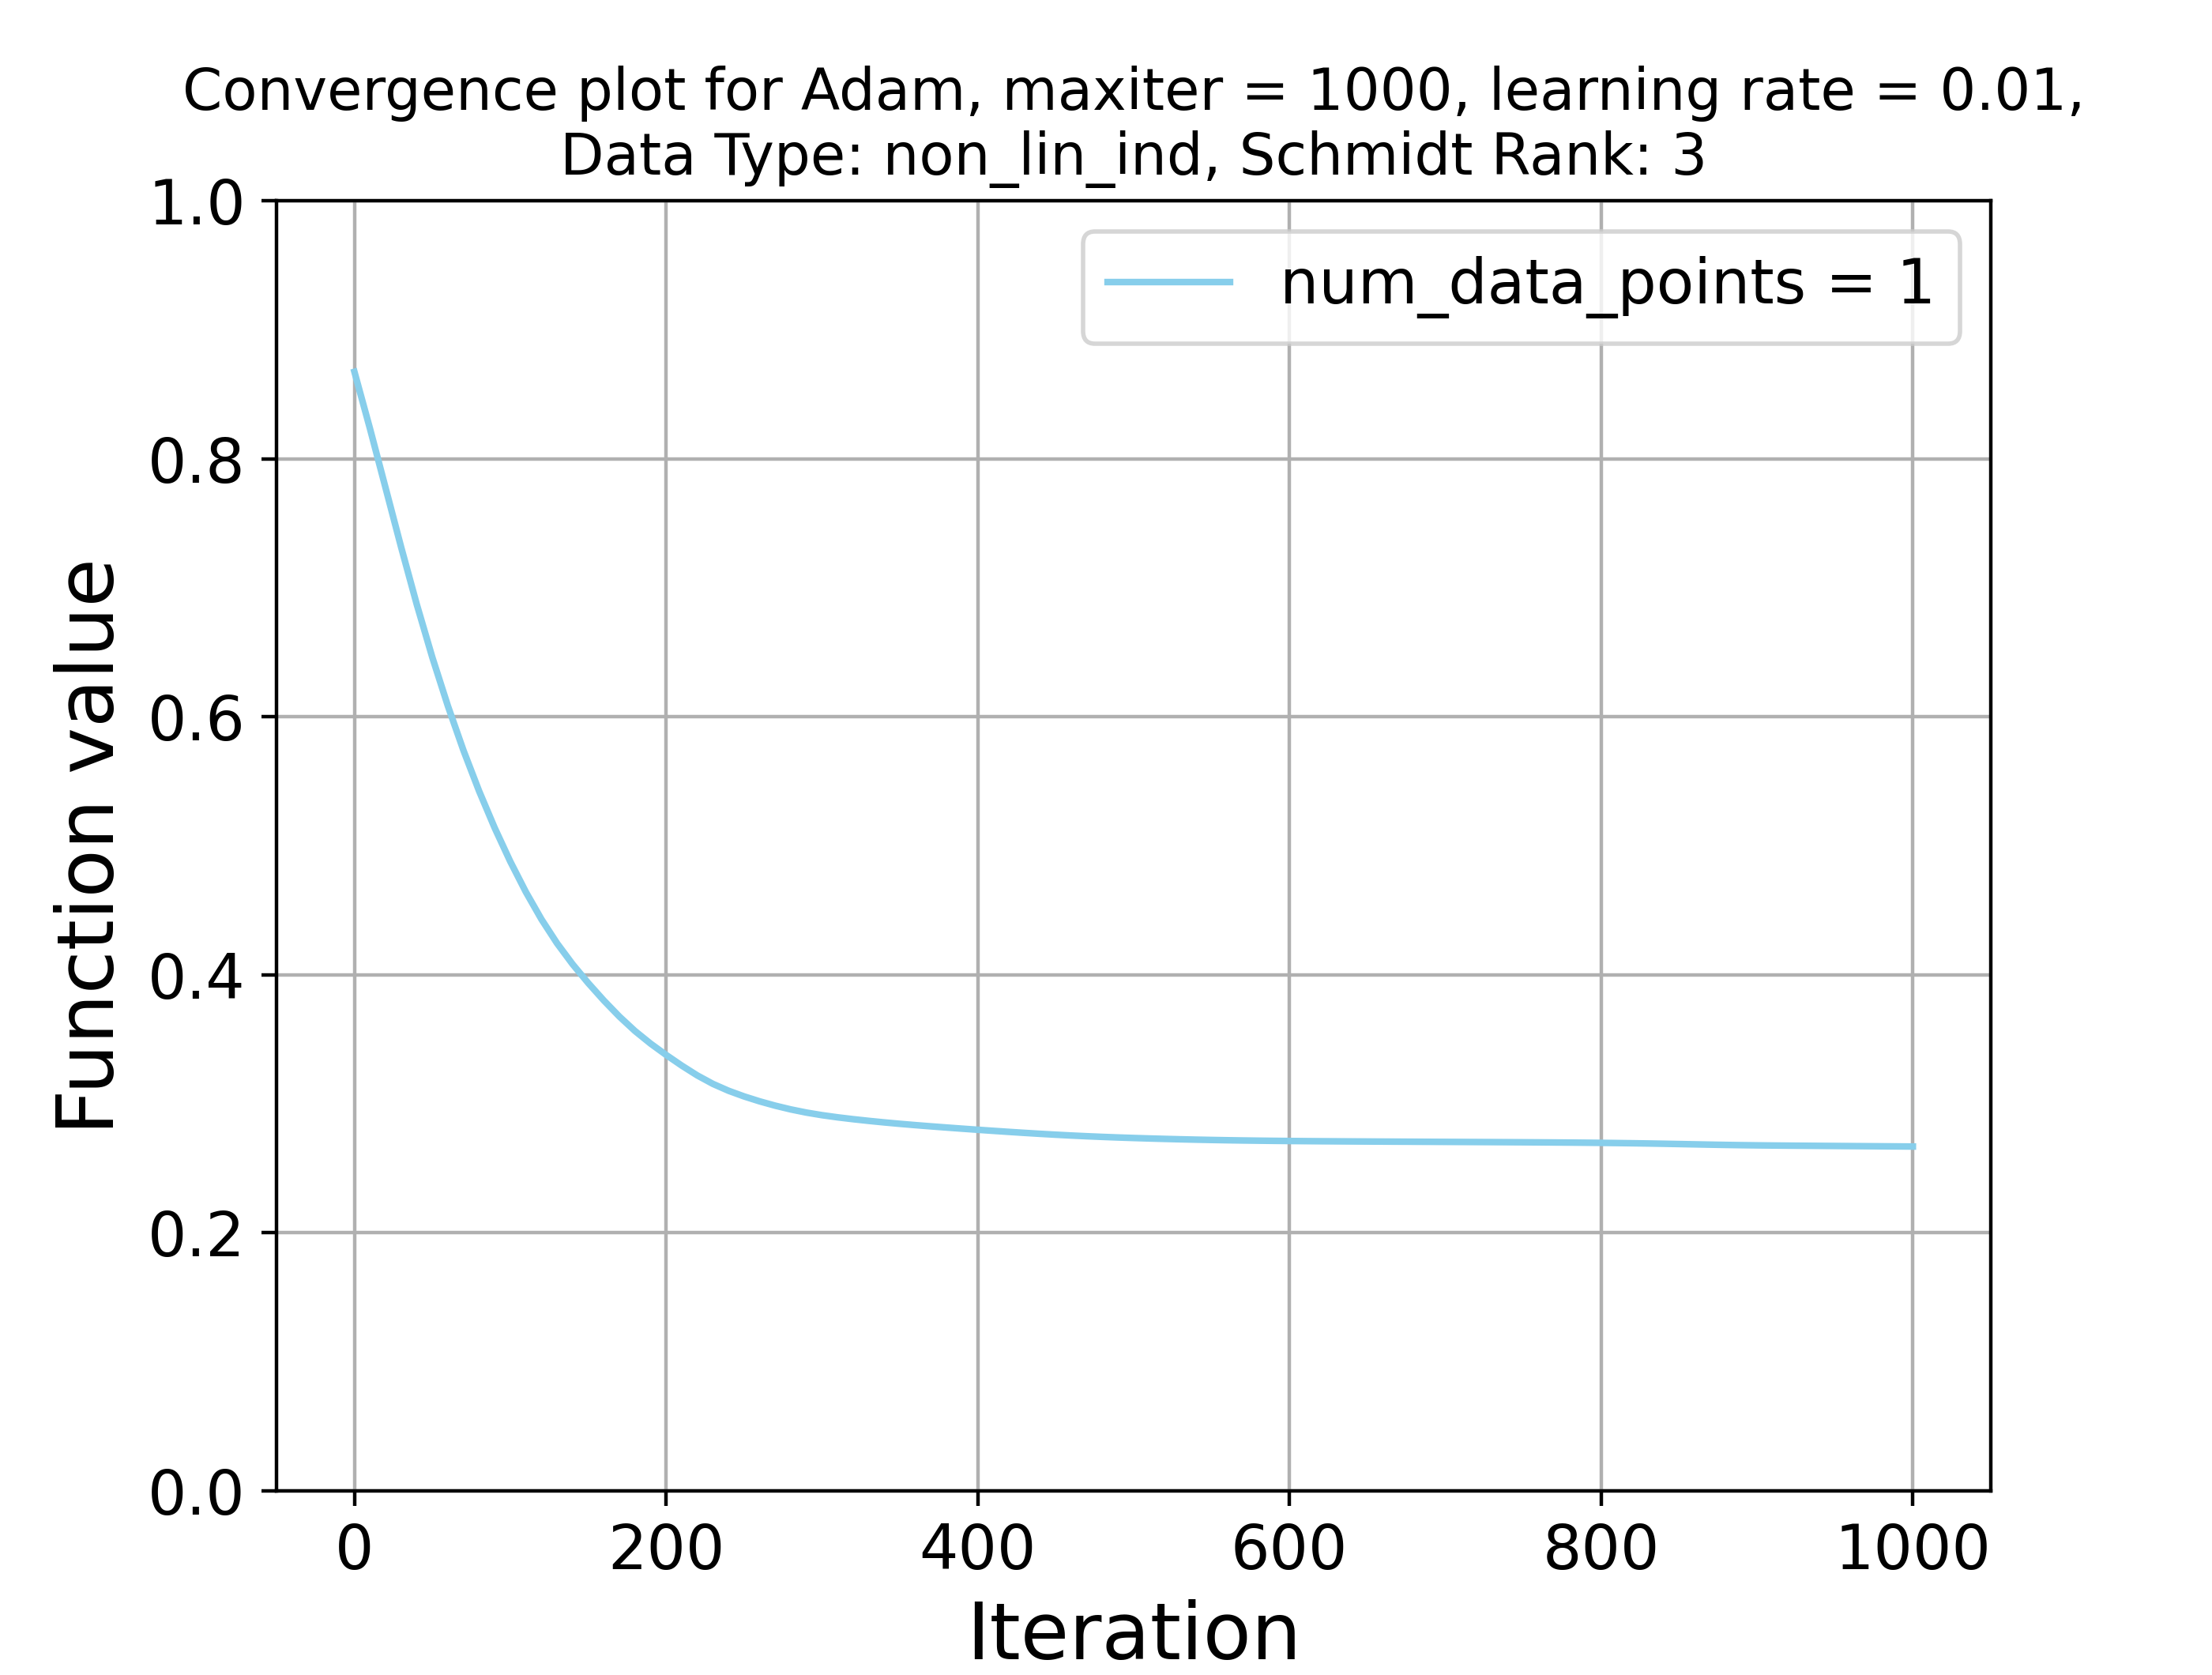 Convergence plot for Adam, maxiter = 1000, learning rate = 0.01,
Data Type: non_lin_ind, Schmidt Rank: 3
num_data_points = 1
Function value
1.0
0.8
0.6
0.4
0.2
0.0
0 200 400 600 800 1000
Iteration